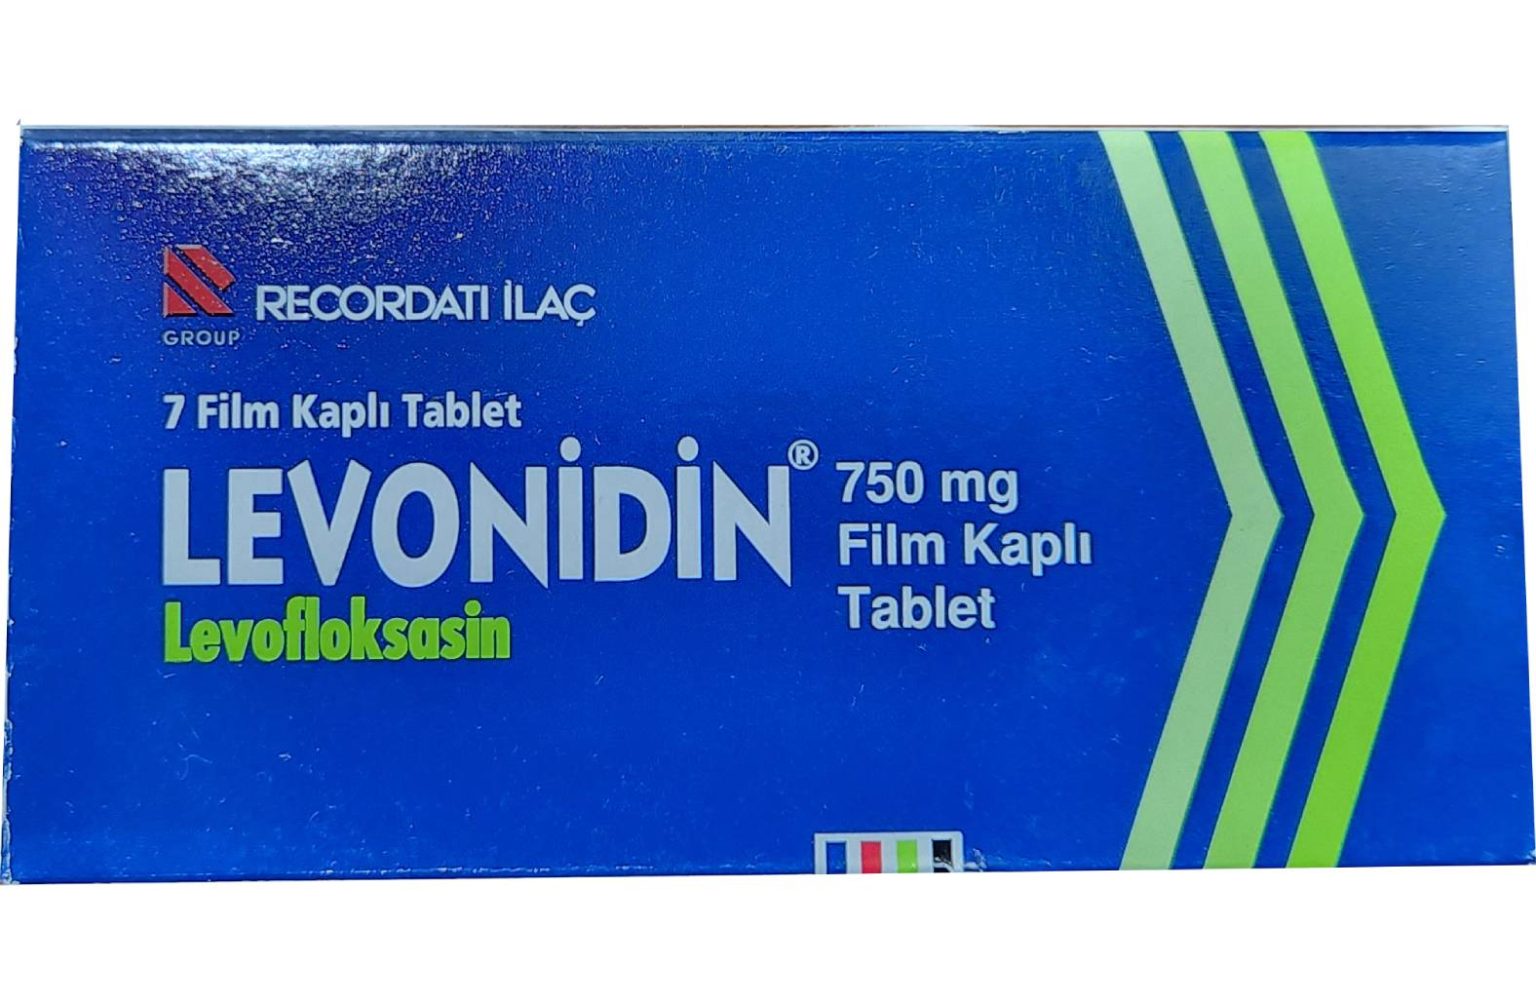 RECORDATI İLAÇ
GROUP
7 Film Kaplı Tablet
LEVONİDİN®
750 mg
Film Kaplı
Tablet
Levofloksasin